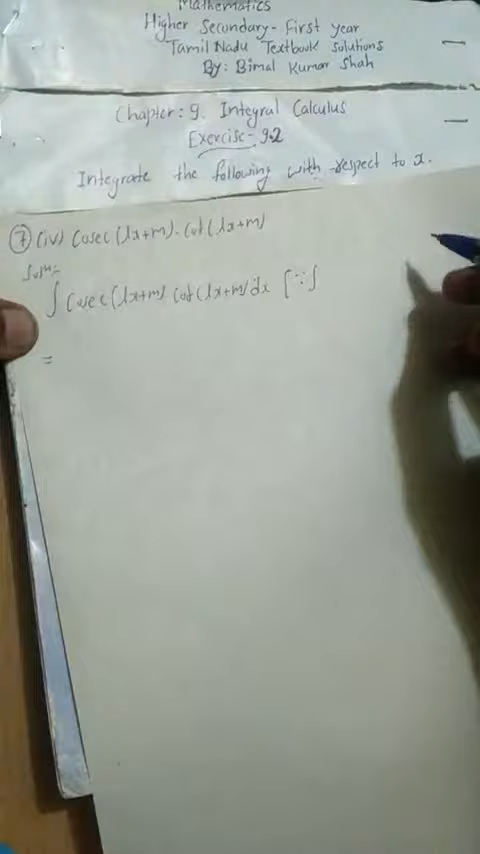 Mathematics
Higher Secondary - First year
Tamil Nadu Textbook solutions
By: Bimal Kumar Shah
Chapter: 9. Integral Calculus
Exercise - 9.2
Integrate the following with respect to x.
⑦ (iv) Cosec(lx+m)·Cot(lx+m)
Solⁿ:-
∫ Cosec(lx+m) Cot(lx+m)dx [∵∫
=